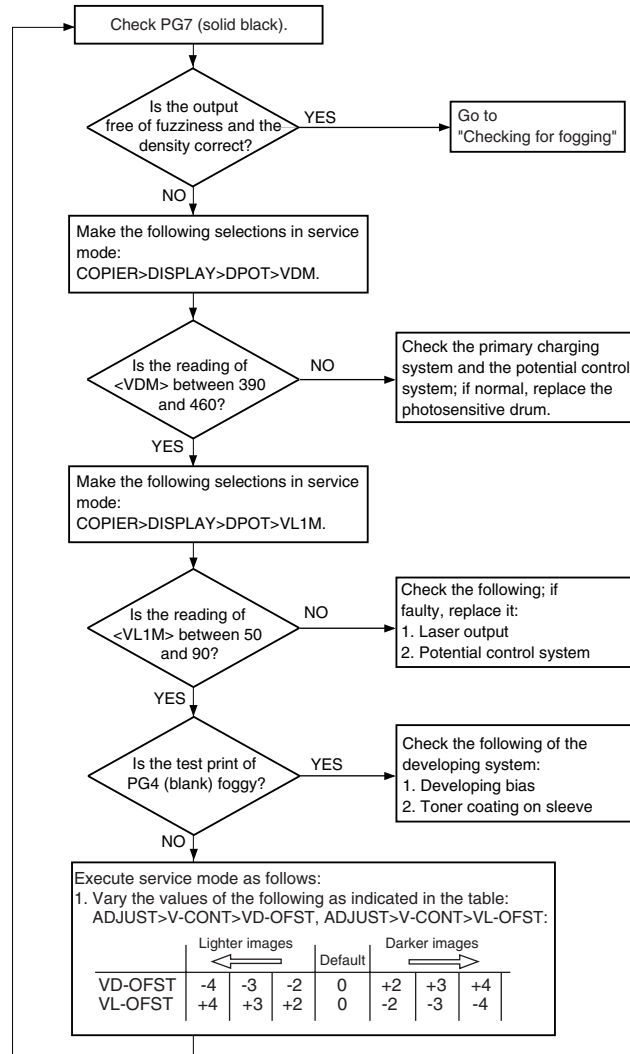 Check PG7 (solid black).
Is the output
free of fuzziness and the
density correct?
YES
Go to
"Checking for fogging"
NO
Make the following selections in service
mode:
COPIER>DISPLAY>DPOT>VDM.
Is the reading of
<VDM> between 390
and 460?
NO
Check the primary charging
system and the potential control
system; if normal, replace the
photosensitive drum.
YES
Make the following selections in service
mode:
COPIER>DISPLAY>DPOT>VL1M.
Is the reading of
<VL1M> between 50
and 90?
NO
Check the following; if
faulty, replace it:
1. Laser output
2. Potential control system
YES
Is the test print of
PG4 (blank) foggy?
YES
Check the following of the
developing system:
1. Developing bias
2. Toner coating on sleeve
NO
Execute service mode as follows:
1. Vary the values of the following as indicated in the table:
ADJUST>V-CONT>VD-OFST, ADJUST>V-CONT>VL-OFST:
Lighter images Default Darker images
VD-OFST -4 -3 -2 0 +2 +3 +4
VL-OFST +4 +3 +2 0 -2 -3 -4